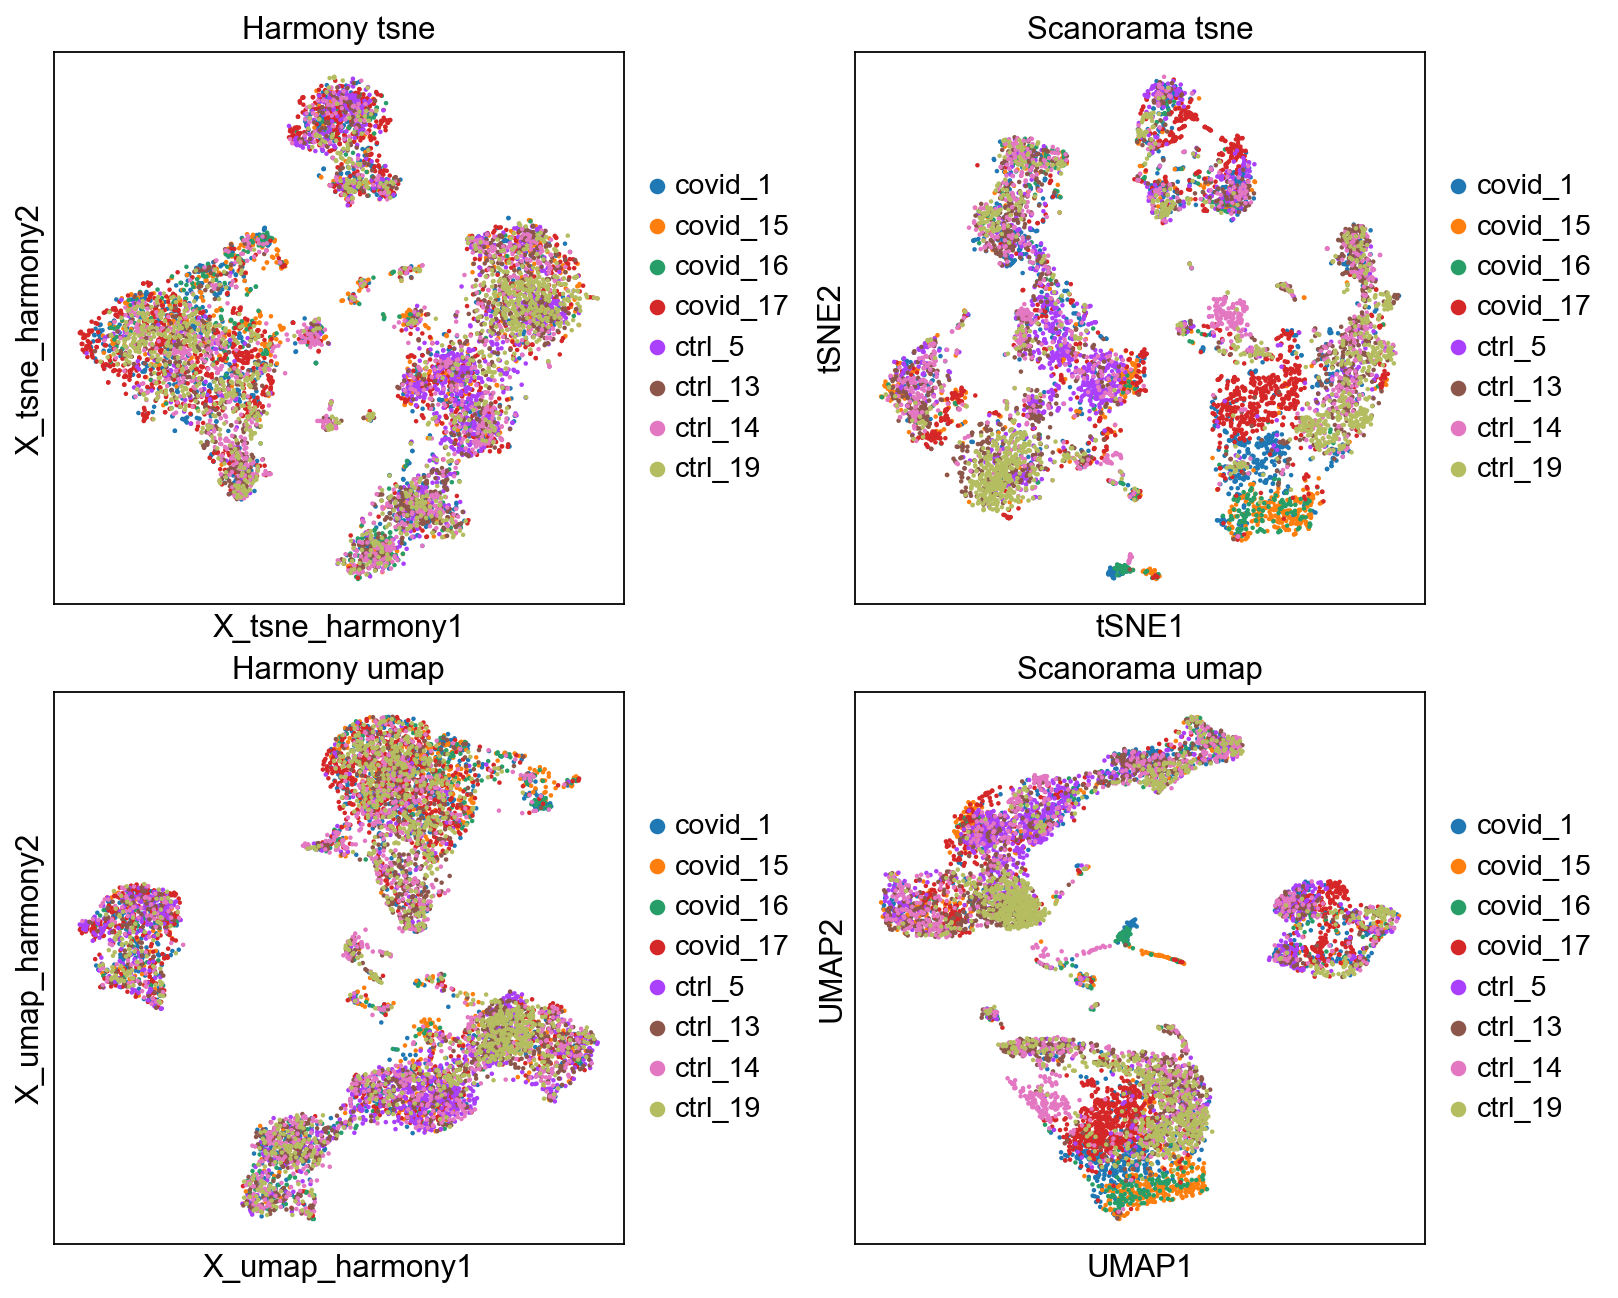 Harmony tsne
X_tsne_harmony2
X_tsne_harmony1
covid_1
covid_15
covid_16
covid_17
ctrl_5
ctrl_13
ctrl_14
ctrl_19
Scanorama tsne
tSNE2
tSNE1
covid_1
covid_15
covid_16
covid_17
ctrl_5
ctrl_13
ctrl_14
ctrl_19
Harmony umap
X_umap_harmony2
X_umap_harmony1
covid_1
covid_15
covid_16
covid_17
ctrl_5
ctrl_13
ctrl_14
ctrl_19
Scanorama umap
UMAP2
UMAP1
covid_1
covid_15
covid_16
covid_17
ctrl_5
ctrl_13
ctrl_14
ctrl_19